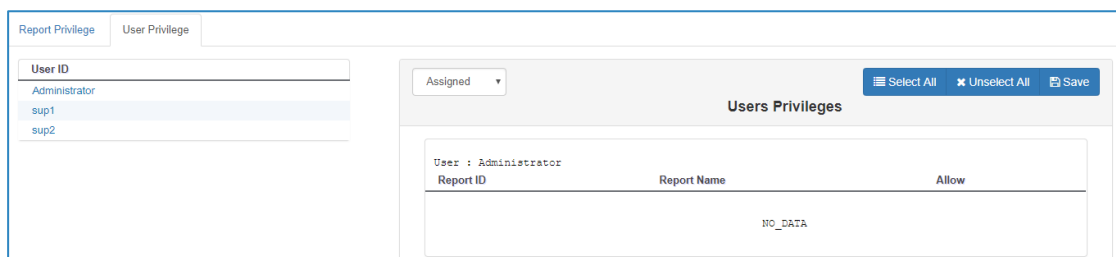 Report Privilege User Privilege
User ID
Administrator
sup1
sup2
Assigned Select All Unselect All Save
Users Privileges
User : Administrator
Report ID Report Name Allow
NO_DATA